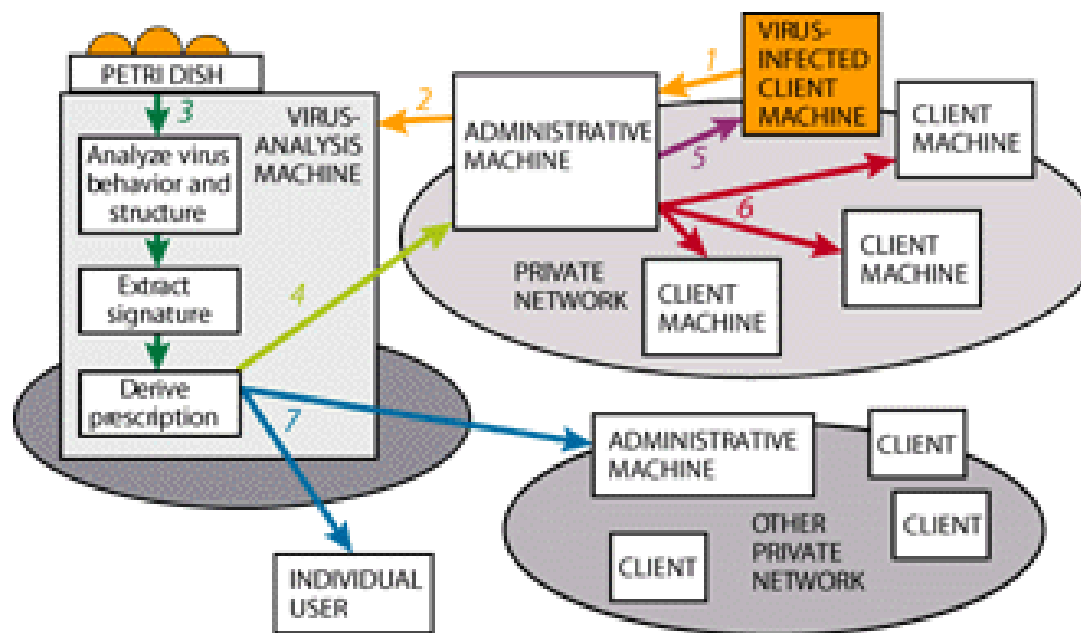 PETRI DISH
3
VIRUS-
ANALYSIS
MACHINE
Analyze virus
behavior and
structure
Extract
signature
Derive
prescription
2
1
4
5
6
7
ADMINISTRATIVE
MACHINE
VIRUS-
INFECTED
CLIENT
MACHINE
CLIENT
MACHINE
CLIENT
MACHINE
CLIENT
MACHINE
PRIVATE
NETWORK
INDIVIDUAL
USER
ADMINISTRATIVE
MACHINE
CLIENT
CLIENT
CLIENT
OTHER
PRIVATE
NETWORK